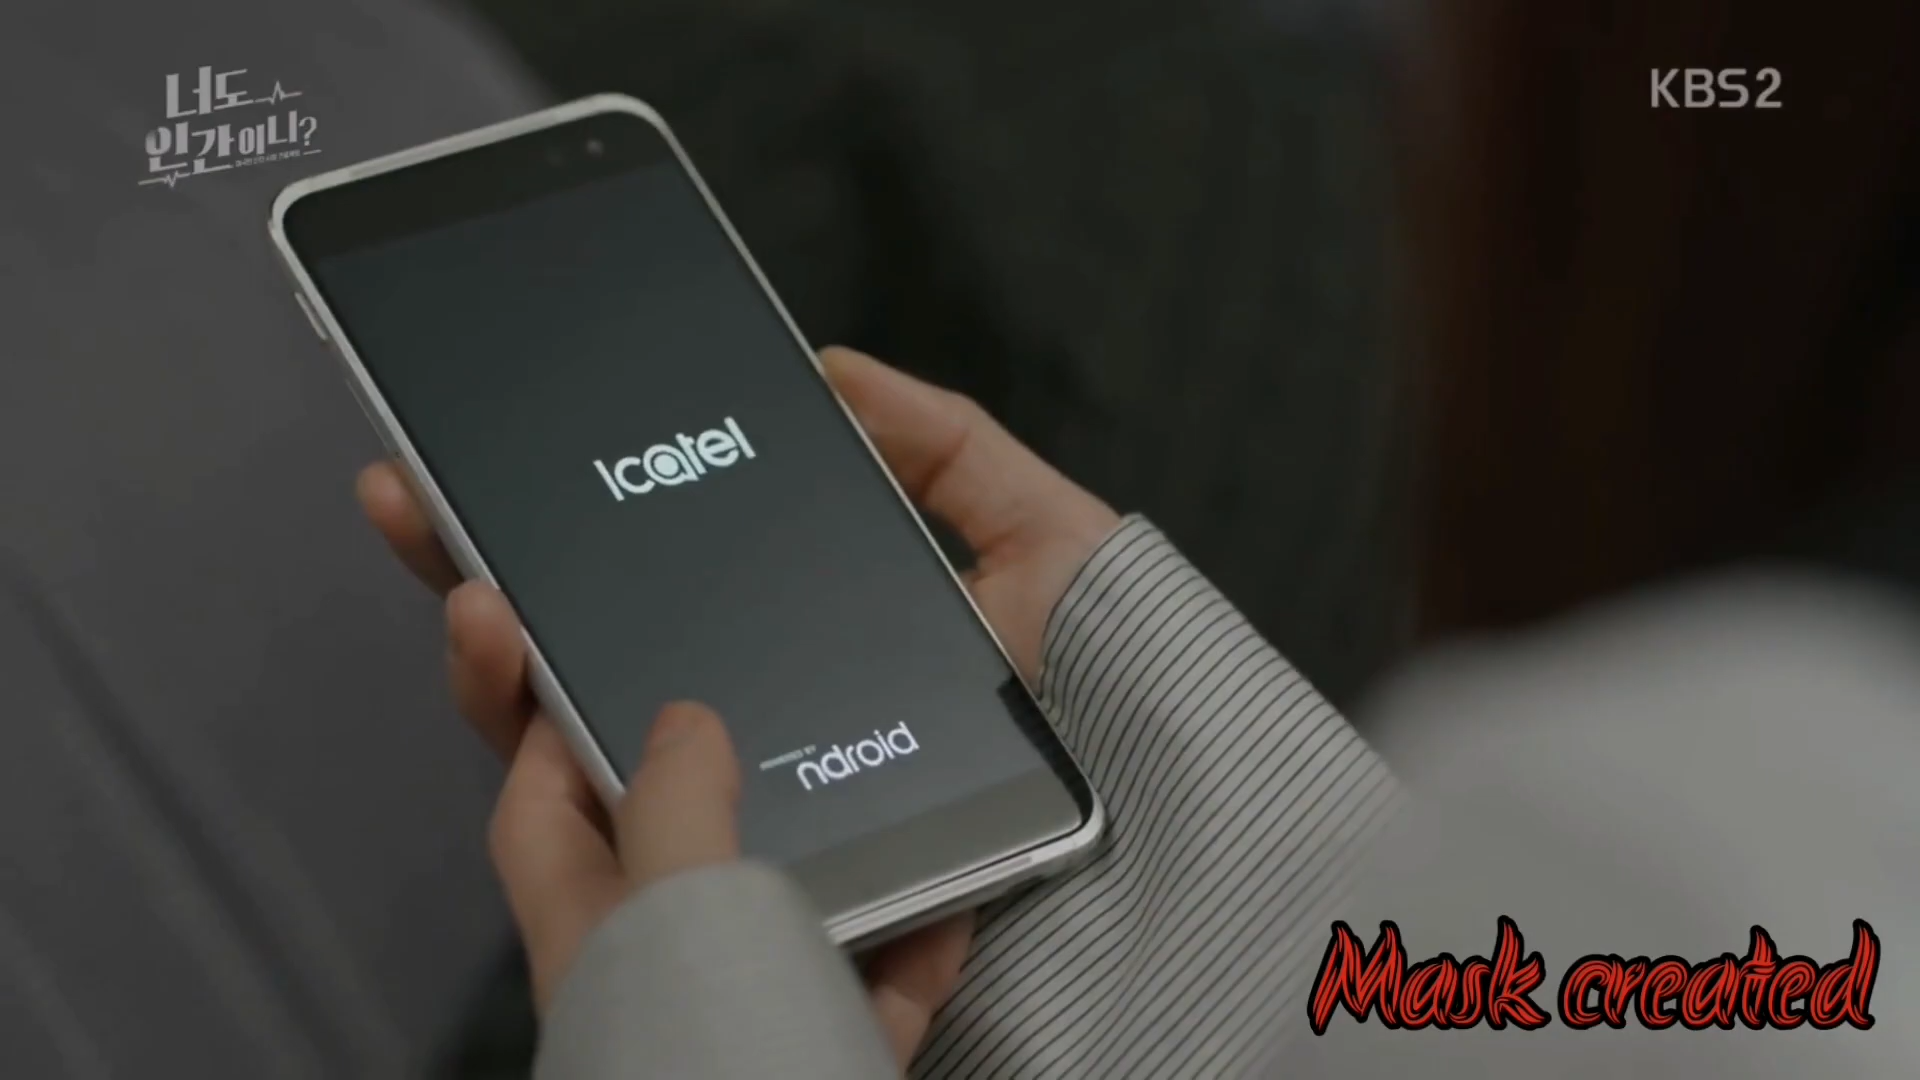 너도
인간이니?
KBS2
lcatel
POWERED BY
ndroid
Mask created